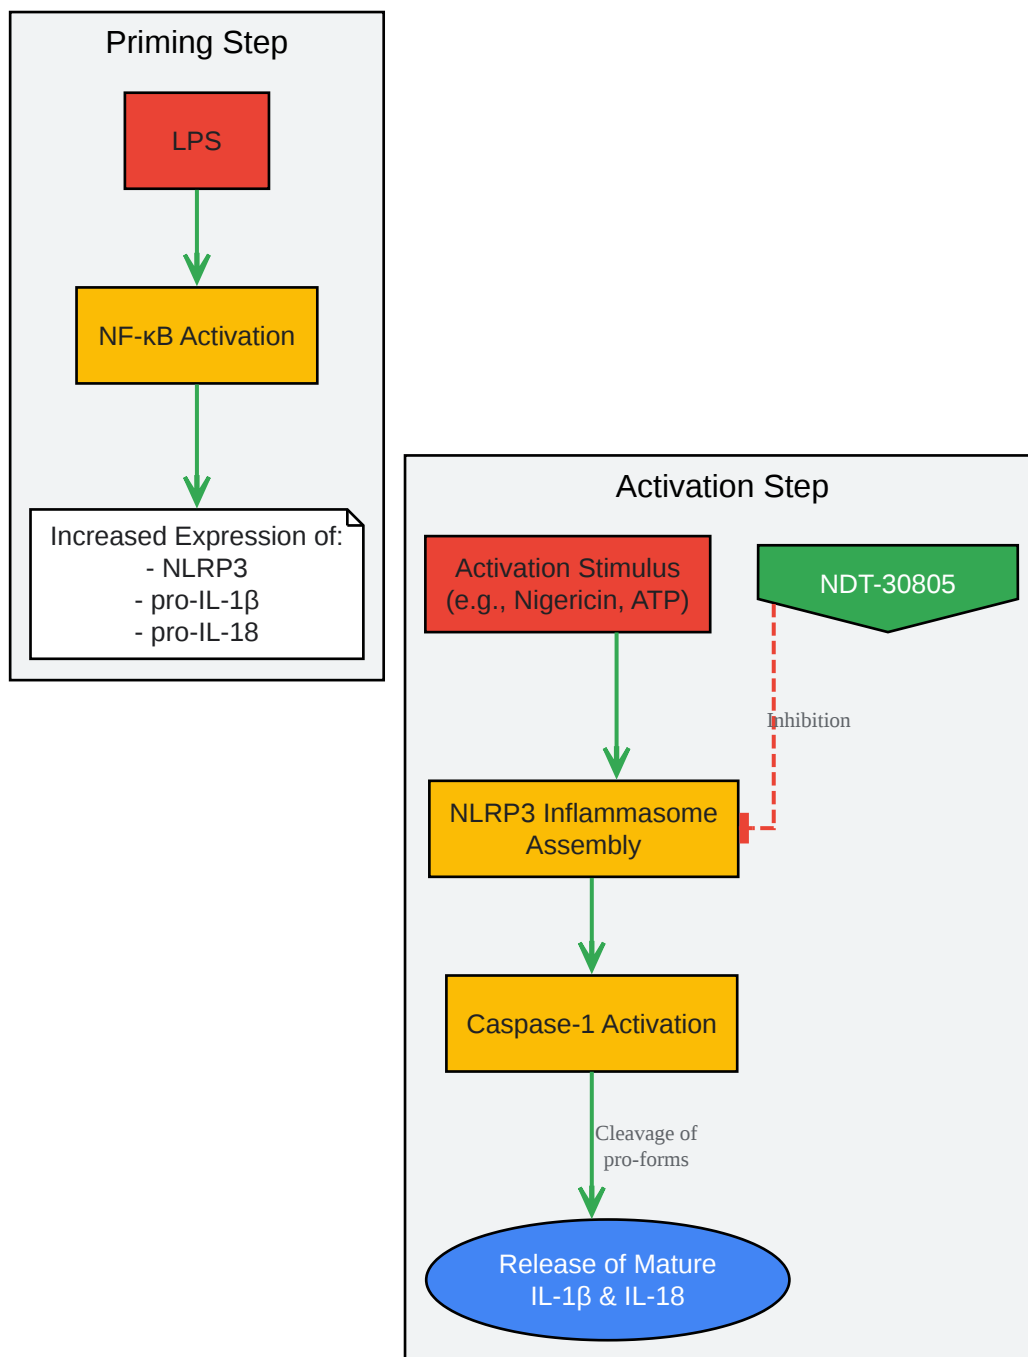 Priming Step
LPS
NF-κB Activation
Increased Expression of:
- NLRP3
- pro-IL-1β
- pro-IL-18
Activation Step
Activation Stimulus
(e.g., Nigericin, ATP)
NDT-30805
Inhibition
NLRP3 Inflammasome
Assembly
Caspase-1 Activation
Cleavage of
pro-forms
Release of Mature
IL-1β & IL-18